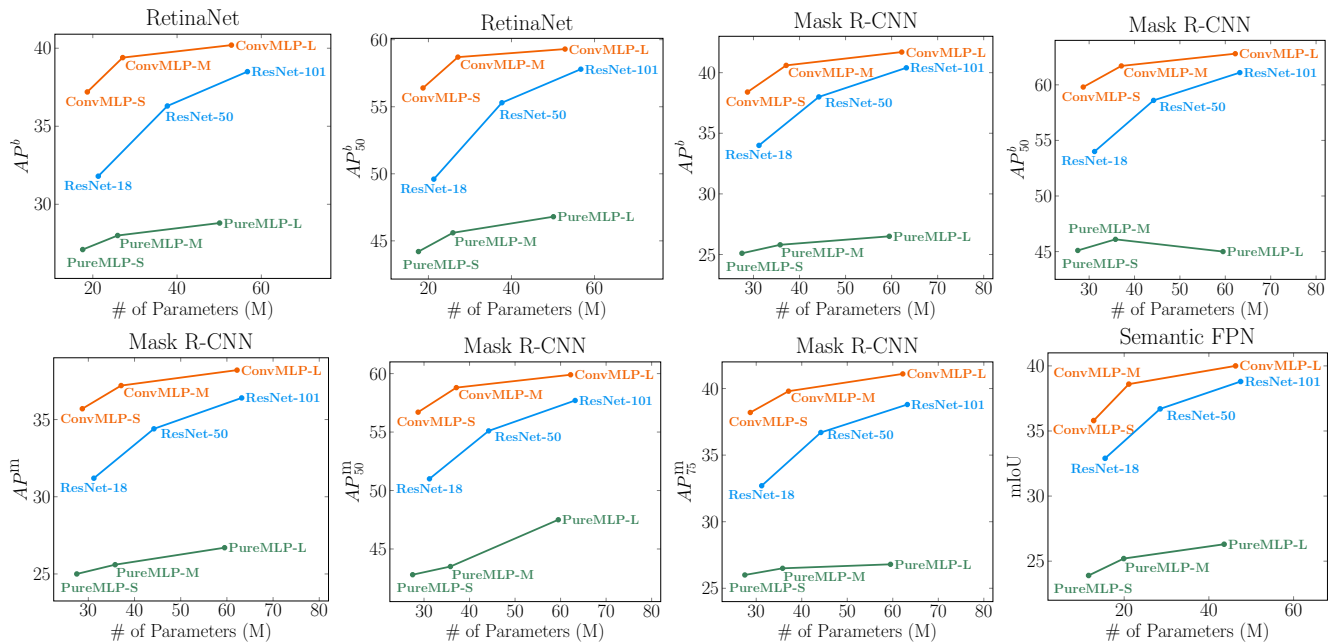 RetinaNet
40
35
30
AP^b
ConvMLP-L
ConvMLP-M
ConvMLP-S
ResNet-101
ResNet-50
ResNet-18
PureMLP-L
PureMLP-M
PureMLP-S
20 40 60
# of Parameters (M)
RetinaNet
60
55
50
45
AP^b_50
ConvMLP-L
ConvMLP-M
ConvMLP-S
ResNet-101
ResNet-50
ResNet-18
PureMLP-L
PureMLP-M
PureMLP-S
20 40 60
# of Parameters (M)
Mask R-CNN
40
35
30
25
AP^b
ConvMLP-L
ConvMLP-M
ConvMLP-S
ResNet-101
ResNet-50
ResNet-18
PureMLP-L
PureMLP-M
PureMLP-S
30 40 50 60 70 80
# of Parameters (M)
Mask R-CNN
60
55
50
45
AP^b_50
ConvMLP-L
ConvMLP-M
ConvMLP-S
ResNet-101
ResNet-50
ResNet-18
PureMLP-M
PureMLP-L
PureMLP-S
30 40 50 60 70 80
# of Parameters (M)
Mask R-CNN
35
30
25
AP^m
ConvMLP-L
ConvMLP-M
ConvMLP-S
ResNet-101
ResNet-50
ResNet-18
PureMLP-L
PureMLP-M
PureMLP-S
30 40 50 60 70 80
# of Parameters (M)
Mask R-CNN
60
55
50
45
AP^m_50
ConvMLP-L
ConvMLP-M
ConvMLP-S
ResNet-101
ResNet-50
ResNet-18
PureMLP-L
PureMLP-M
PureMLP-S
30 40 50 60 70 80
# of Parameters (M)
Mask R-CNN
40
35
30
25
AP^m_75
ConvMLP-L
ConvMLP-M
ConvMLP-S
ResNet-101
ResNet-50
ResNet-18
PureMLP-L
PureMLP-M
PureMLP-S
30 40 50 60 70 80
# of Parameters (M)
Semantic FPN
40
35
30
25
mIoU
ConvMLP-M
ConvMLP-L
ConvMLP-S
ResNet-101
ResNet-50
ResNet-18
PureMLP-L
PureMLP-M
PureMLP-S
20 40 60
# of Parameters (M)